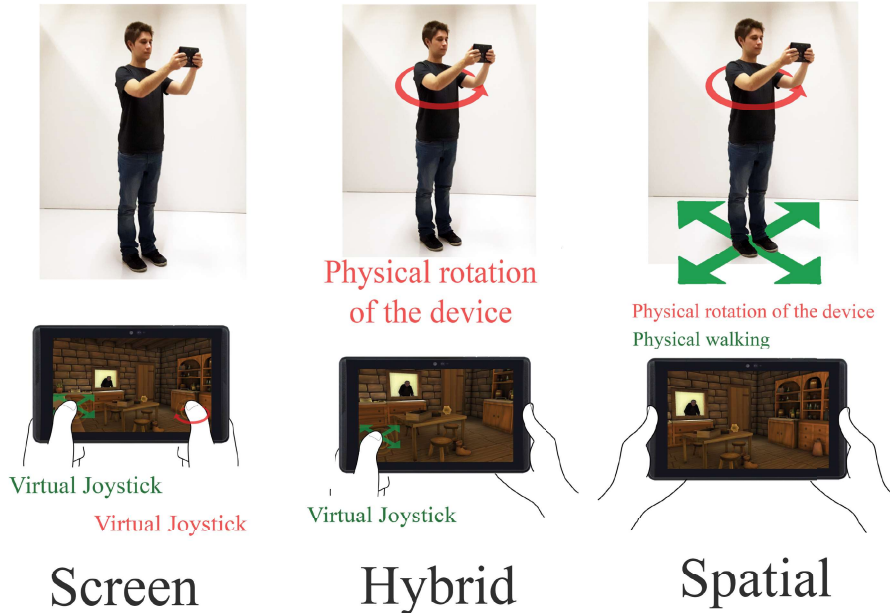 Physical rotation
of the device
Physical rotation of the device
Physical walking
Virtual Joystick
Virtual Joystick
Virtual Joystick
Screen
Hybrid
Spatial